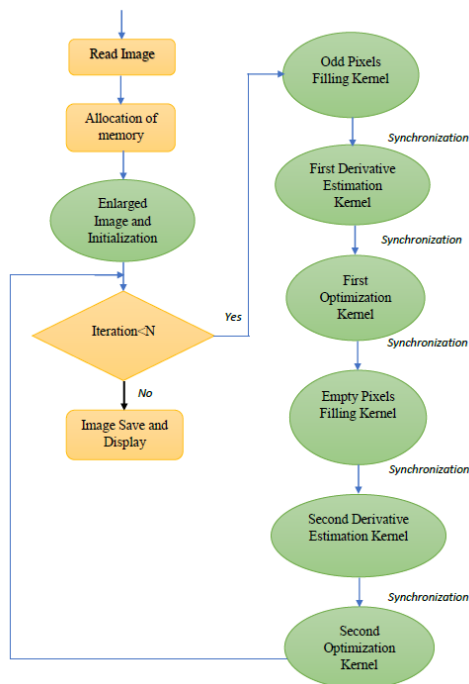 Read Image
Allocation of
memory
Enlarged
Image and
Initialization
Iteration<N
Yes
No
Image Save and
Display
Odd Pixels
Filling Kernel
Synchronization
First Derivative
Estimation
Kernel
Synchronization
First
Optimization
Kernel
Synchronization
Empty Pixels
Filling Kernel
Synchronization
Second Derivative
Estimation Kernel
Synchronization
Second
Optimization
Kernel